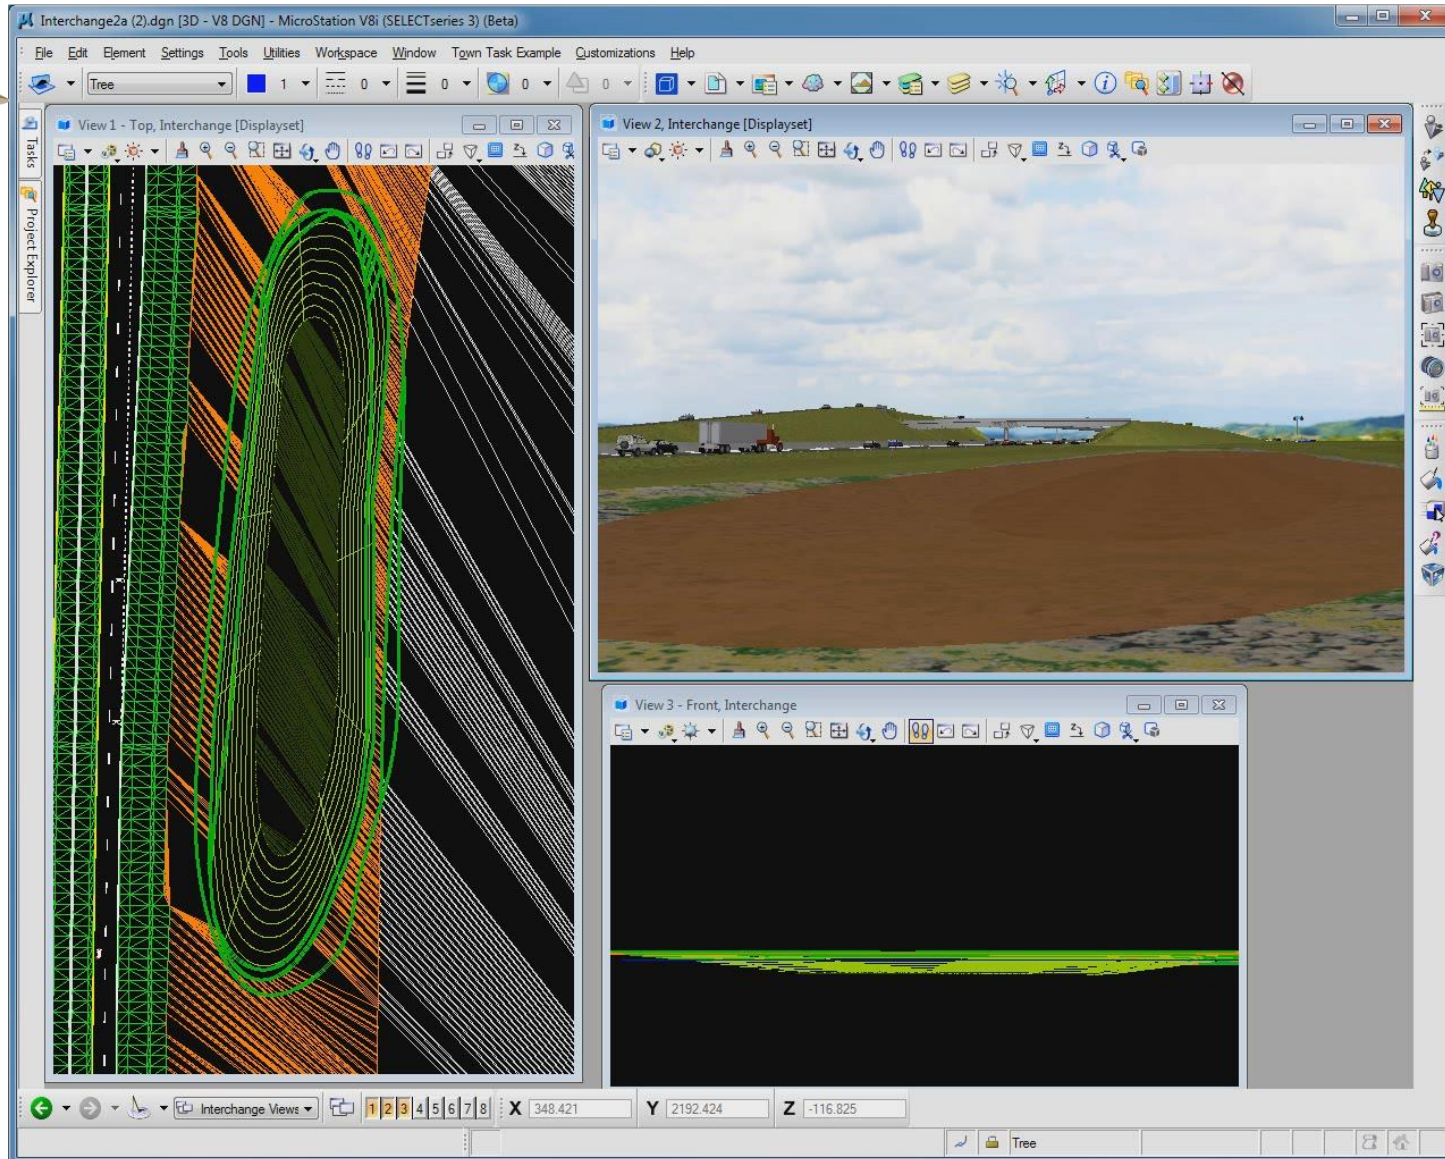 Interchange2a (2).dgn [3D - V8 DGN] - MicroStation V8i (SELECTseries 3) (Beta)
File Edit Element Settings Tools Utilities Workspace Window Town Task Example Customizations Help
Tree 1 0 0 0 0
Tasks
Project Explorer
View 1 - Top, Interchange [Displayset]
View 2, Interchange [Displayset]
View 3 - Front, Interchange
Interchange Views 1 2 3 4 5 6 7 8 X 348.421 Y 2192.424 Z -116.825
Tree